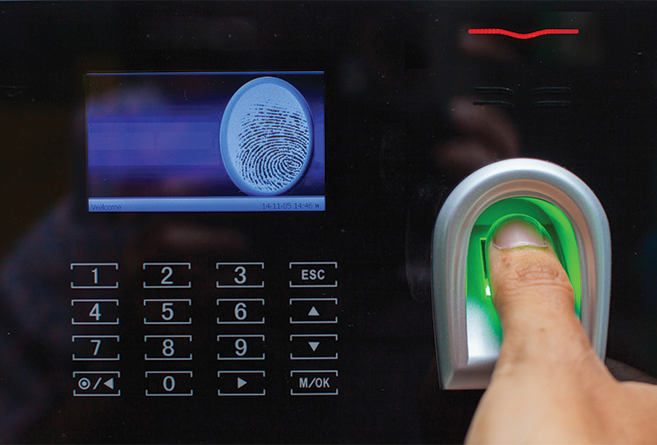 Welcome 14-11-05 14:46
1 2 3 ESC
4 5 6 ▲
7 8 9 ▼
◉/◀ 0 ▶ M/OK